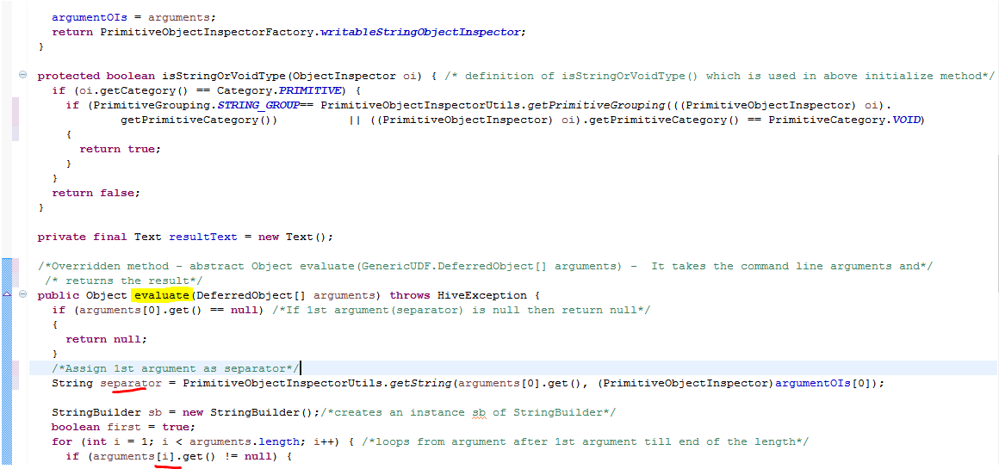 argumentOIs = arguments;
return PrimitiveObjectInspectorFactory.writableStringObjectInspector;
}
protected boolean isStringOrVoidType(ObjectInspector oi) { /* definition of isStringOrVoidType() which is used in above initialize method*/
if (oi.getCategory() == Category.PRIMITIVE) {
if (PrimitiveGrouping.STRING_GROUP== PrimitiveObjectInspectorUtils.getPrimitiveGrouping(((PrimitiveObjectInspector) oi).
getPrimitiveCategory()) || ((PrimitiveObjectInspector) oi).getPrimitiveCategory() == PrimitiveCategory.VOID)
{
return true;
}
}
return false;
}
private final Text resultText = new Text();
/*Overridden method - abstract Object evaluate(GenericUDF.DeferredObject[] arguments) - It takes the command line arguments and*/
/* returns the result*/
public Object evaluate(DeferredObject[] arguments) throws HiveException {
if (arguments[0].get() == null) /*If 1st argument(separator) is null then return null*/
{
return null;
}
/*Assign 1st argument as separator*/
String separator = PrimitiveObjectInspectorUtils.getString(arguments[0].get(), (PrimitiveObjectInspector)argumentOIs[0]);
StringBuilder sb = new StringBuilder();/*creates an instance sb of StringBuilder*/
boolean first = true;
for (int i = 1; i < arguments.length; i++) { /*loops from argument after 1st argument till end of the length*/
if (arguments[i].get() != null) {